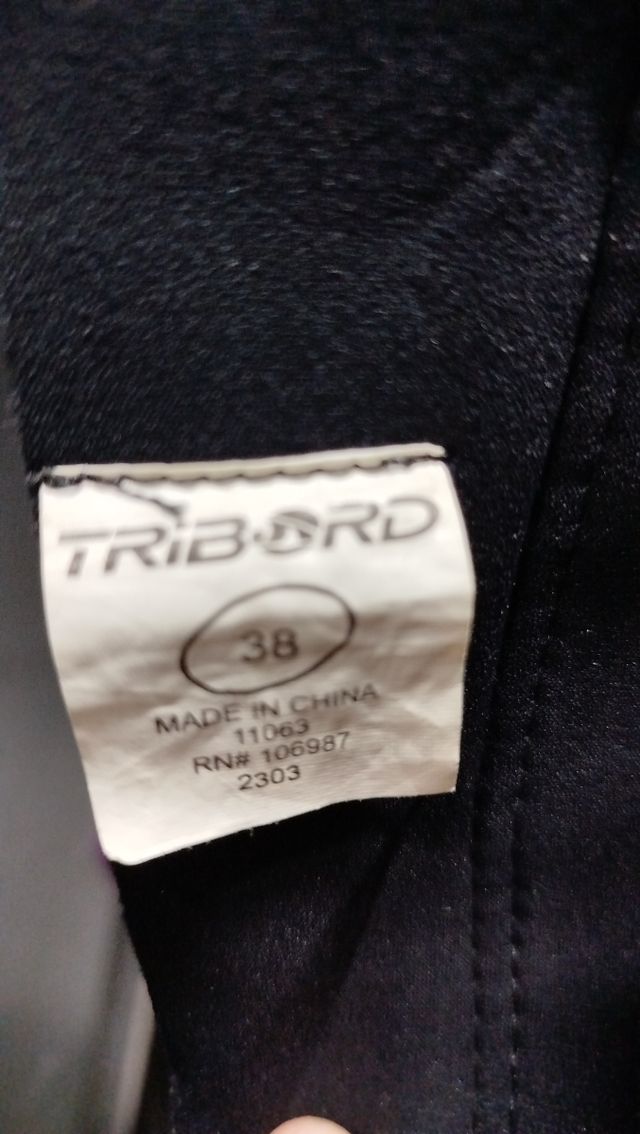 TRiBORD
38
MADE IN CHINA
11063
RN# 106987
2303